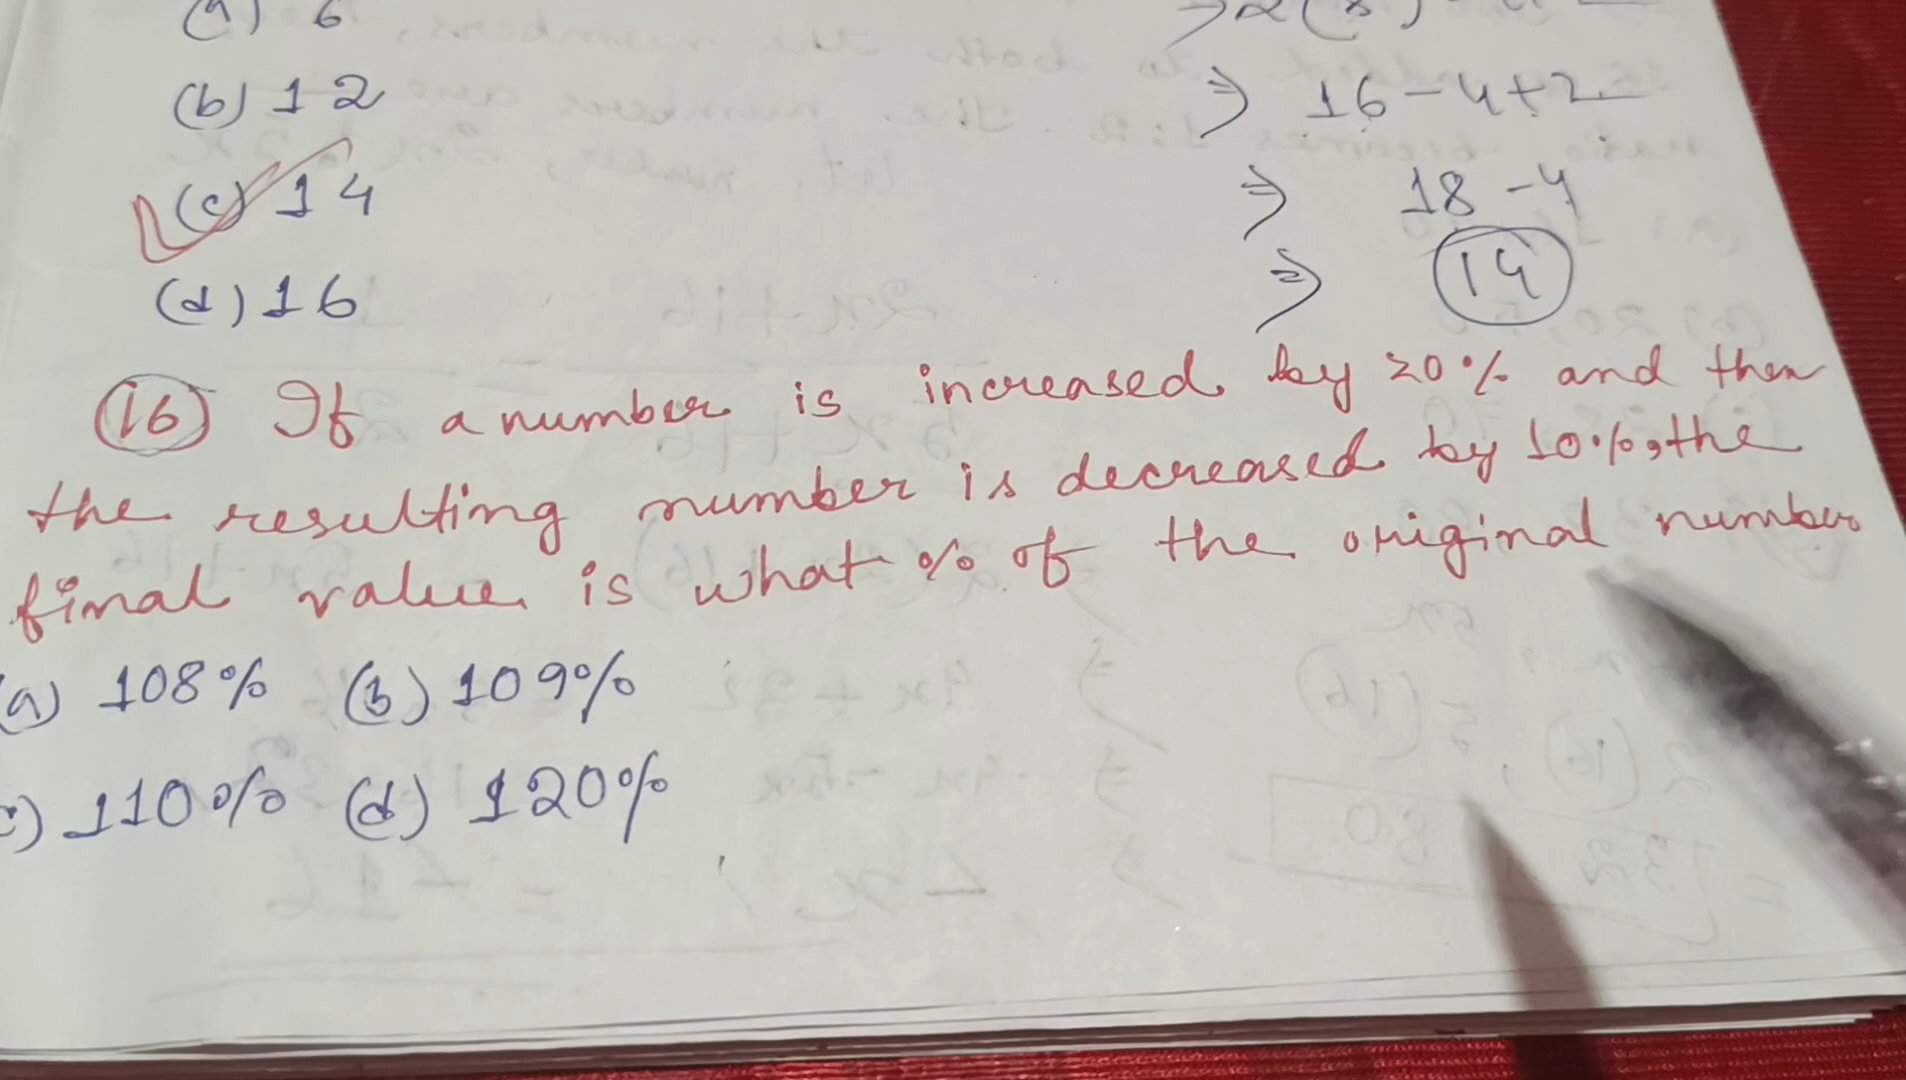 (a) 6
(b) 12
⇒ 16-4+2
(c) 14
⇒ 18-4
(d) 16
⇒ 14
(16) If a number is increased by 20% and then
the resulting number is decreased by 10%, the
final value is what % of the original number
(a) 108% (b) 109%
c) 110% (d) 120%